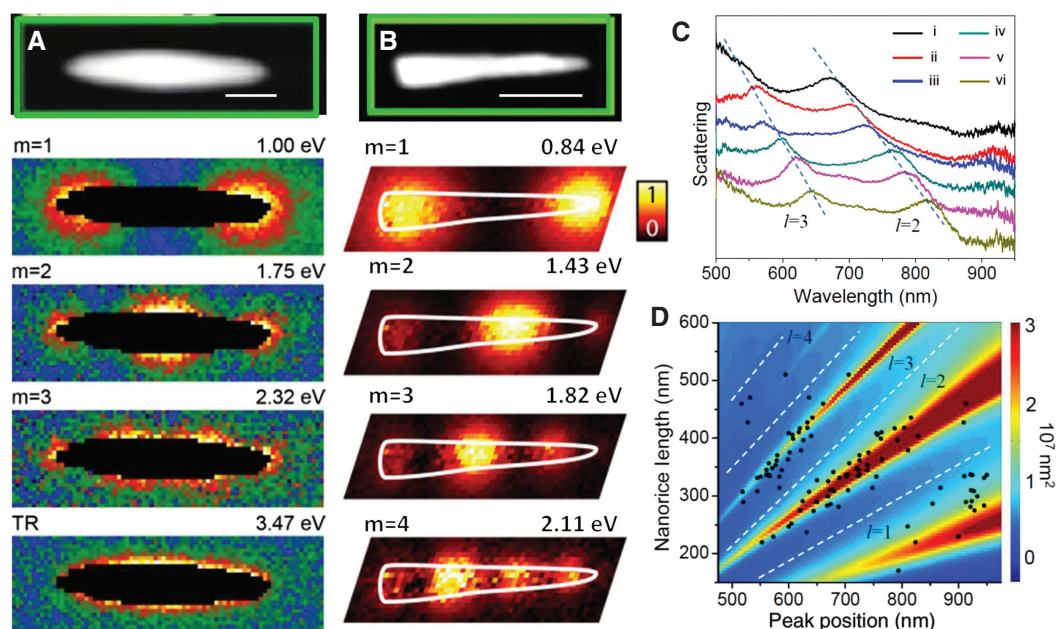 A
m=1 1.00 eV
m=2 1.75 eV
m=3 2.32 eV
TR 3.47 eV
B
m=1 0.84 eV
1
0
m=2 1.43 eV
m=3 1.82 eV
m=4 2.11 eV
C
i iv
ii v
iii vi
Scattering
l=3 l=2
500 600 700 800 900
Wavelength (nm)
D
600
500
400
300
200
Nanorice length (nm)
l=4
l=3
l=2
l=1
500 600 700 800 900
Peak position (nm)
3
2
1
0
10⁷ nm²